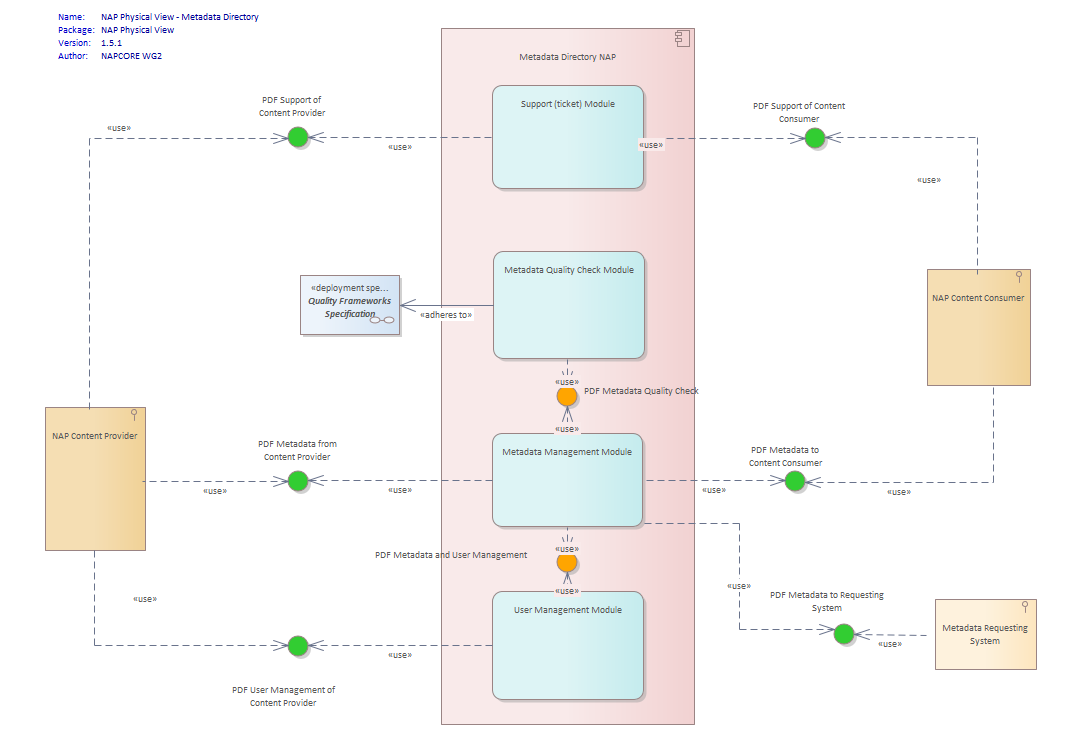 Name: NAP Physical View - Metadata Directory
Package: NAP Physical View
Version: 1.5.1
Author: NAPCORE WG2
Metadata Directory NAP
PDF Support of
Content Provider
Support (ticket) Module
PDF Support of Content
Consumer
«use»
«use»
«use»
«use»
Metadata Quality Check Module
«deployment spe...
Quality Frameworks
Specification
«adheres to»
NAP Content Consumer
«use»
PDF Metadata Quality Check
«use»
NAP Content Provider
PDF Metadata from
Content Provider
Metadata Management Module
PDF Metadata to
Content Consumer
«use»
«use»
«use»
«use»
«use»
PDF Metadata and User Management
«use»
«use»
«use»
PDF Metadata to Requesting
System
User Management Module
Metadata Requesting
System
«use»
«use»
PDF User Management of
Content Provider